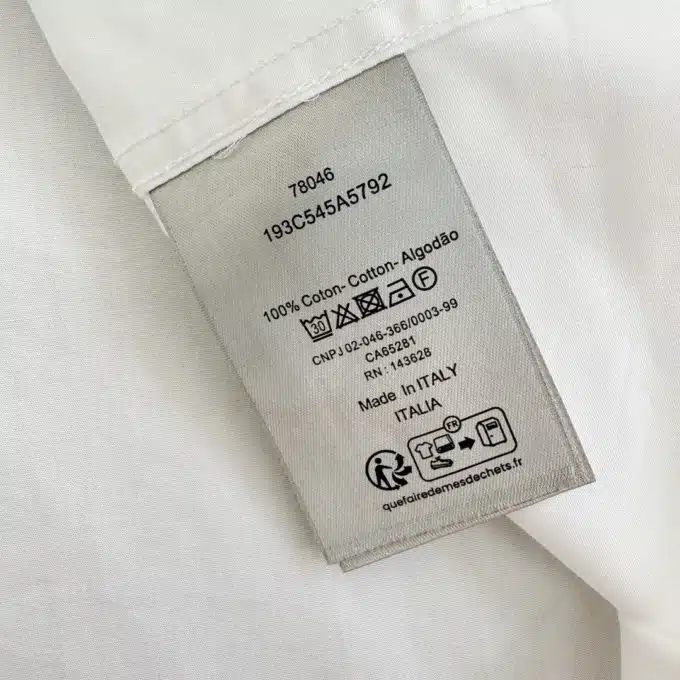 78046
193C545A5792
100% Coton- Cotton- Algodão
30 F
CNPJ 02-046-366/0003-99
CA65281
RN : 143628
Made In ITALY
ITALIA
FR
quefairedemesdechets.fr